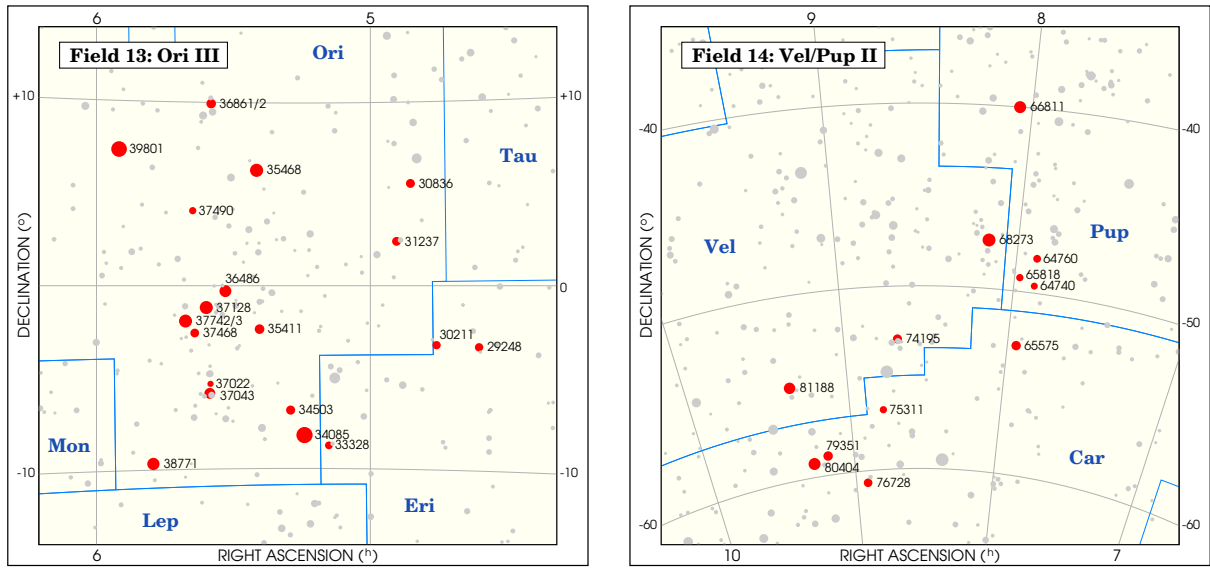 6 5
Field 13: Ori III
Ori
+10 +10
36861/2
39801
35468
Tau
30836
37490
31237
DECLINATION (º)
36486
0
37128
37742/3
37468
35411
30211
29248
37022
37043
34503
34085
33328
Mon
38771
-10 -10
Eri
Lep
6 5
RIGHT ASCENSION (h)
9 8
Field 14: Vel/Pup II
66811
-40 -40
Vel
68273
Pup
64760
65818
64740
DECLINATION (º)
74195
65575
-50
81188
75311
79351
80404
Car
76728
-60 -60
10 RIGHT ASCENSION (h) 7